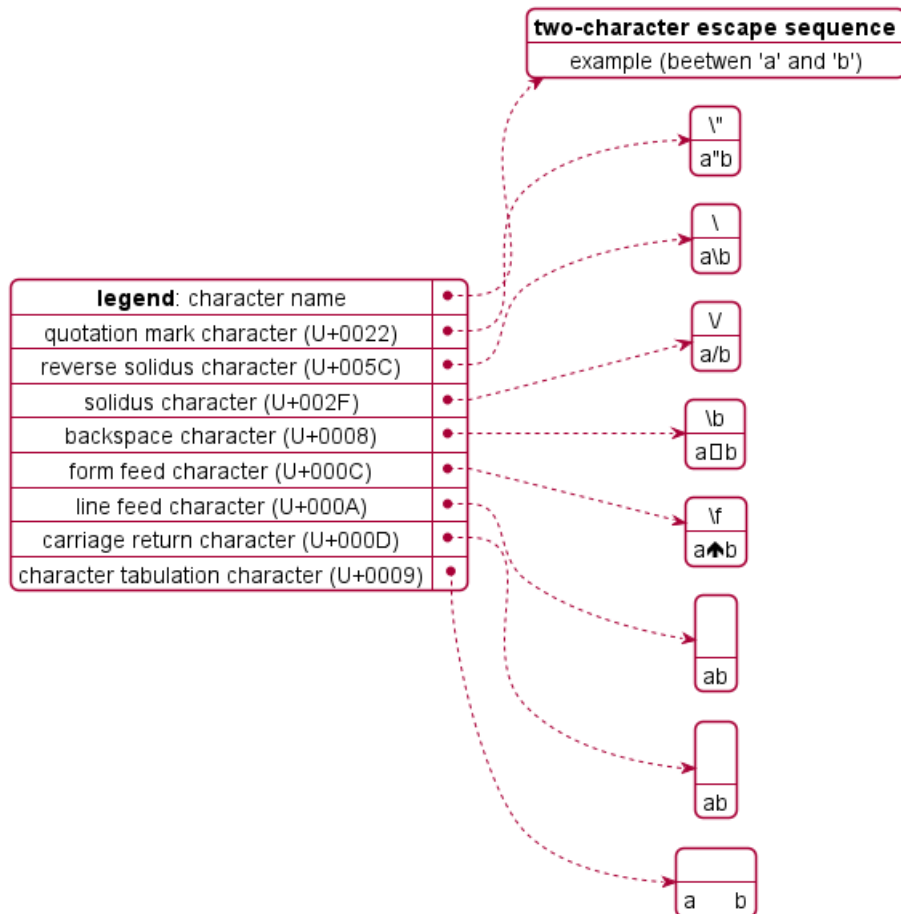 two-character escape sequence
example (beetwen 'a' and 'b')
\"
a"b
\
a\b
\/
a/b
\b
a□b
\f
a🡅b
ab
ab
a	b
legend: character name
quotation mark character (U+0022)
reverse solidus character (U+005C)
solidus character (U+002F)
backspace character (U+0008)
form feed character (U+000C)
line feed character (U+000A)
carriage return character (U+000D)
character tabulation character (U+0009)